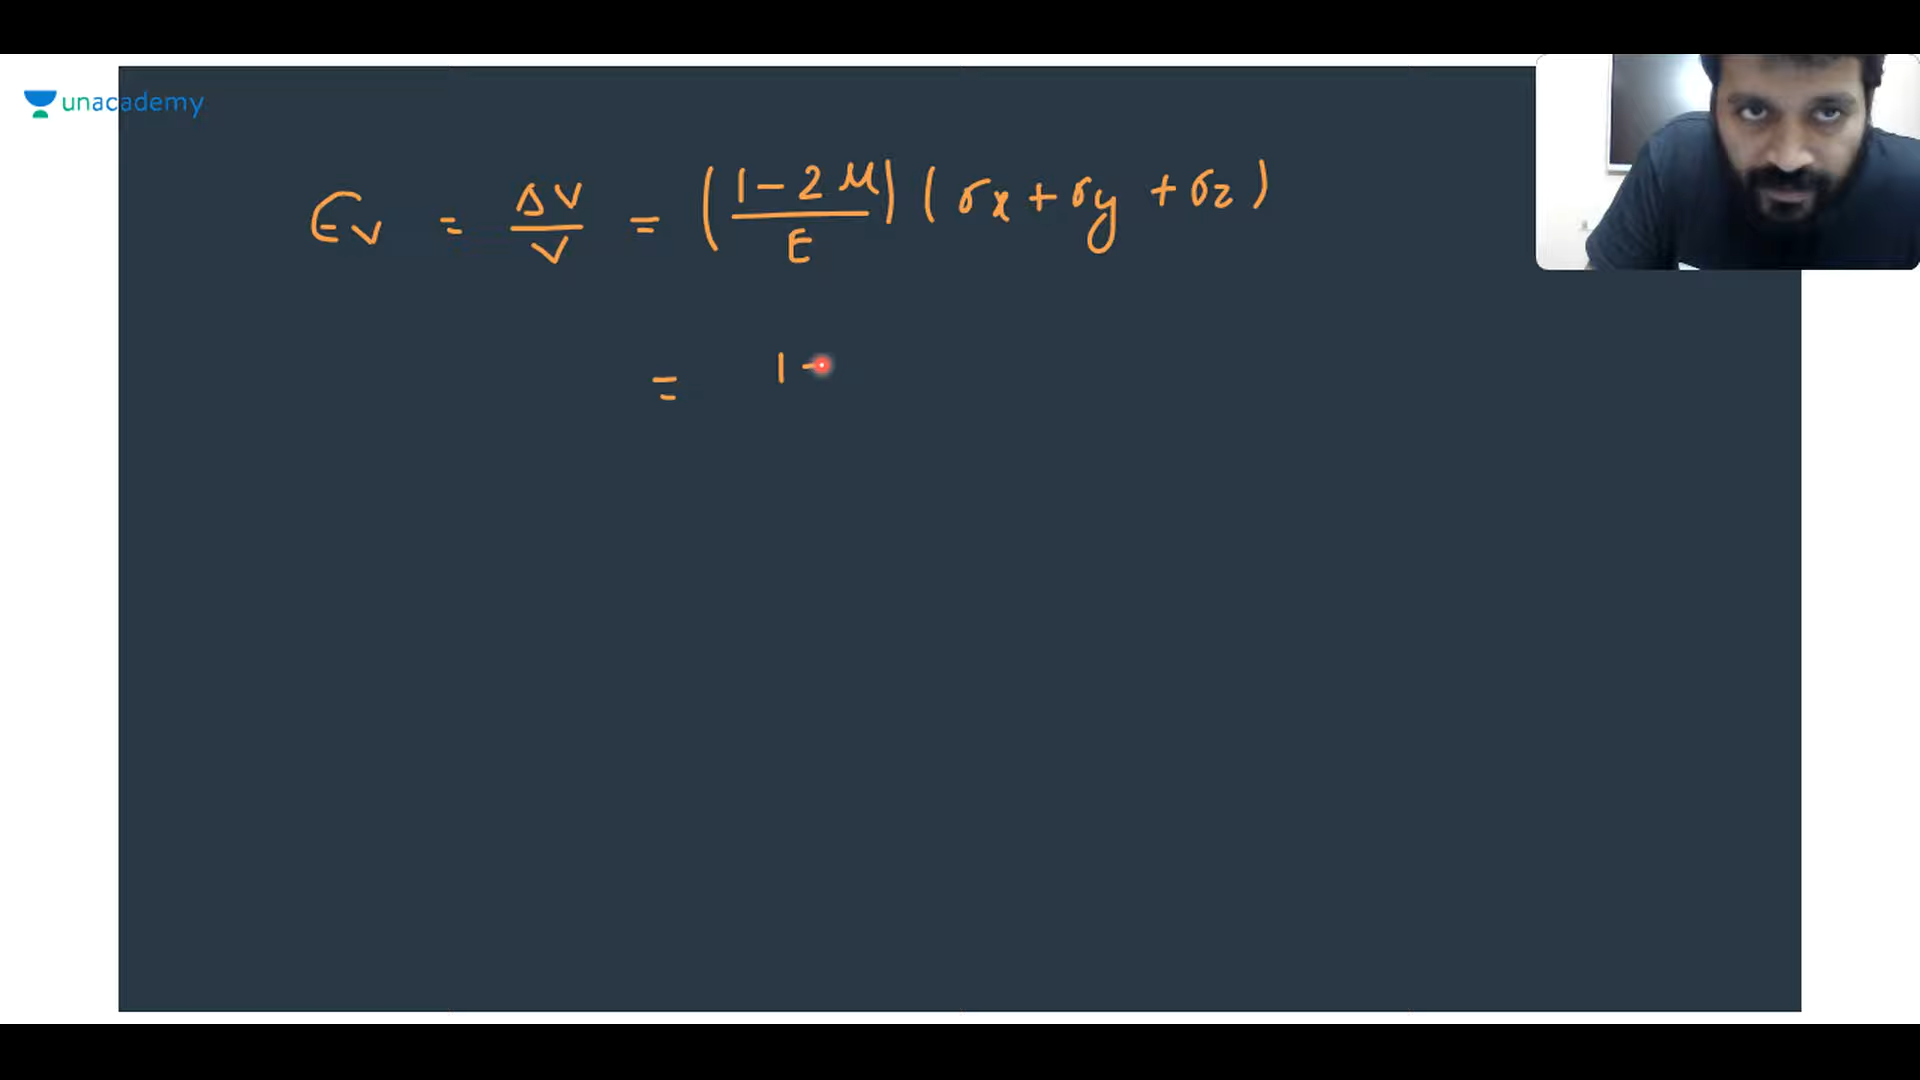 unacademy
εv = ΔV/V = ((1-2μ)/E) (σx + σy + σz)
= 1-